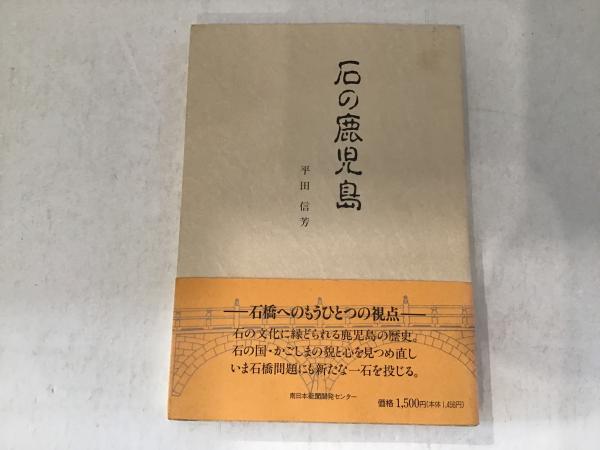 石の鹿児島
平田 信芳
―石橋へのもうひとつの視点―
石の文化に縁どられる鹿児島の歴史。
石の国・かごしまの貌と心を見つめ直し
いま石橋問題にも新たな一石を投じる。
南日本新聞開発センター
価格1,500円(本体1,456円)